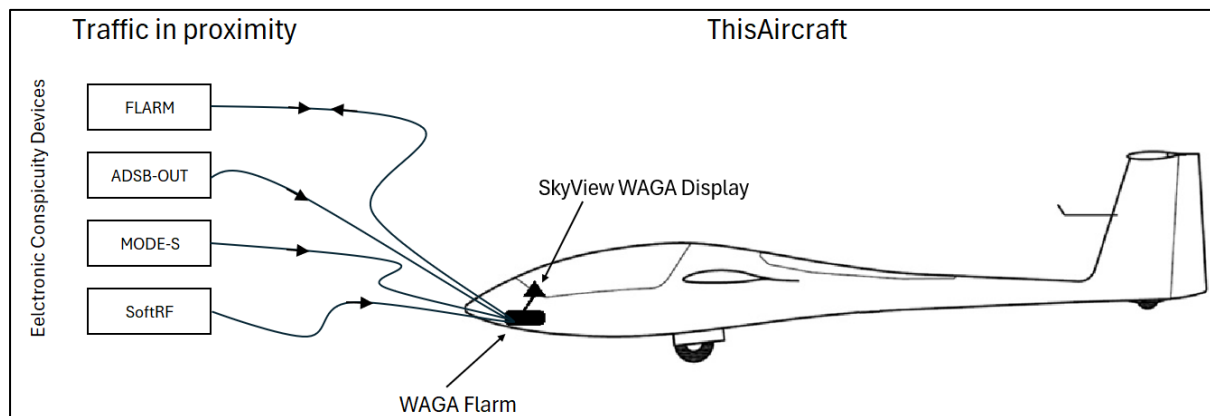 Traffic in proximity
ThisAircraft
Eelctronic Conspicuity Devices
FLARM
ADSB-OUT
MODE-S
SoftRF
SkyView WAGA Display
WAGA Flarm